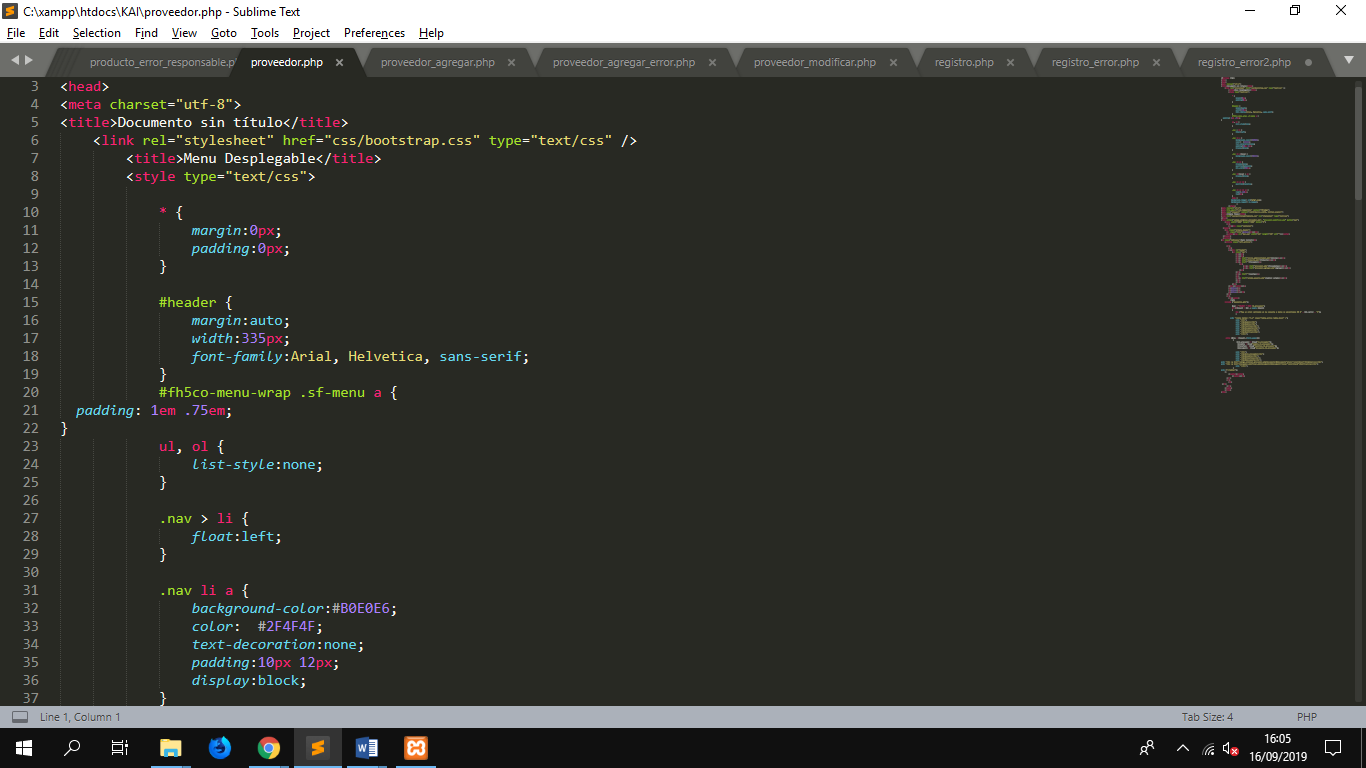 C:\xampp\htdocs\KAI\proveedor.php - Sublime Text
File Edit Selection Find View Goto Tools Project Preferences Help
producto_error_responsable.p proveedor.php proveedor_agregar.php proveedor_agregar_error.php proveedor_modificar.php registro.php registro_error.php registro_error2.php
3 <head>
4 <meta charset="utf-8">
5 <title>Documento sin título</title>
6 <link rel="stylesheet" href="css/bootstrap.css" type="text/css" />
7 <title>Menu Desplegable</title>
8 <style type="text/css">
9
10 * {
11 margin:0px;
12 padding:0px;
13 }
14
15 #header {
16 margin:auto;
17 width:335px;
18 font-family:Arial, Helvetica, sans-serif;
19 }
20 #fh5co-menu-wrap .sf-menu a {
21 padding: 1em .75em;
22 }
23 ul, ol {
24 list-style:none;
25 }
26
27 .nav > li {
28 float:left;
29 }
30
31 .nav li a {
32 background-color:#B0E0E6;
33 color:  #2F4F4F;
34 text-decoration:none;
35 padding:10px 12px;
36 display:block;
37 }
Line 1, Column 1 Tab Size: 4 PHP
16:05
16/09/2019